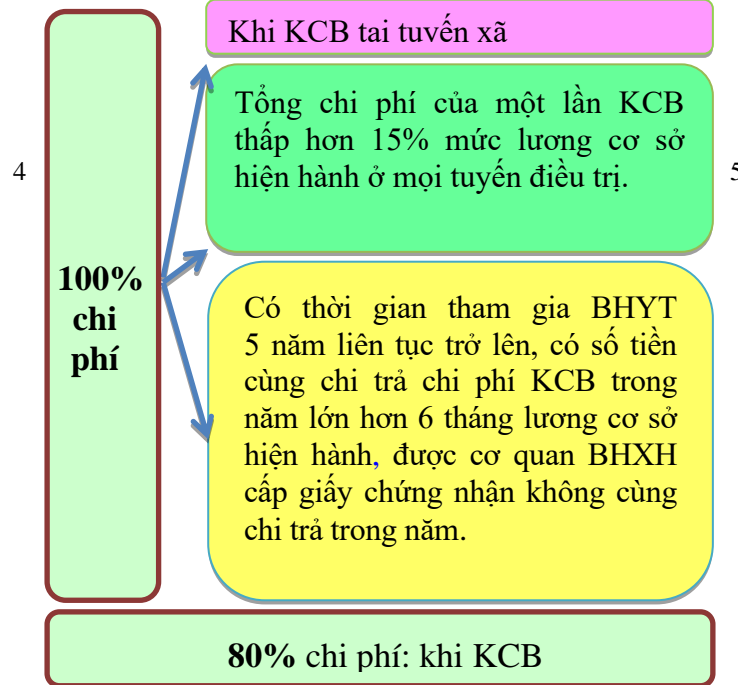 Khi KCB tai tuvến xã
Tổng chi phí của một lần KCB
thấp hơn 15% mức lương cơ sở
hiện hành ở mọi tuyến điều trị.
4
5
100%
chi
phí
Có thời gian tham gia BHYT
5 năm liên tục trở lên, có số tiền
cùng chi trả chi phí KCB trong
năm lớn hơn 6 tháng lương cơ sở
hiện hành, được cơ quan BHXH
cấp giấy chứng nhận không cùng
chi trả trong năm.
80% chi phí: khi KCB